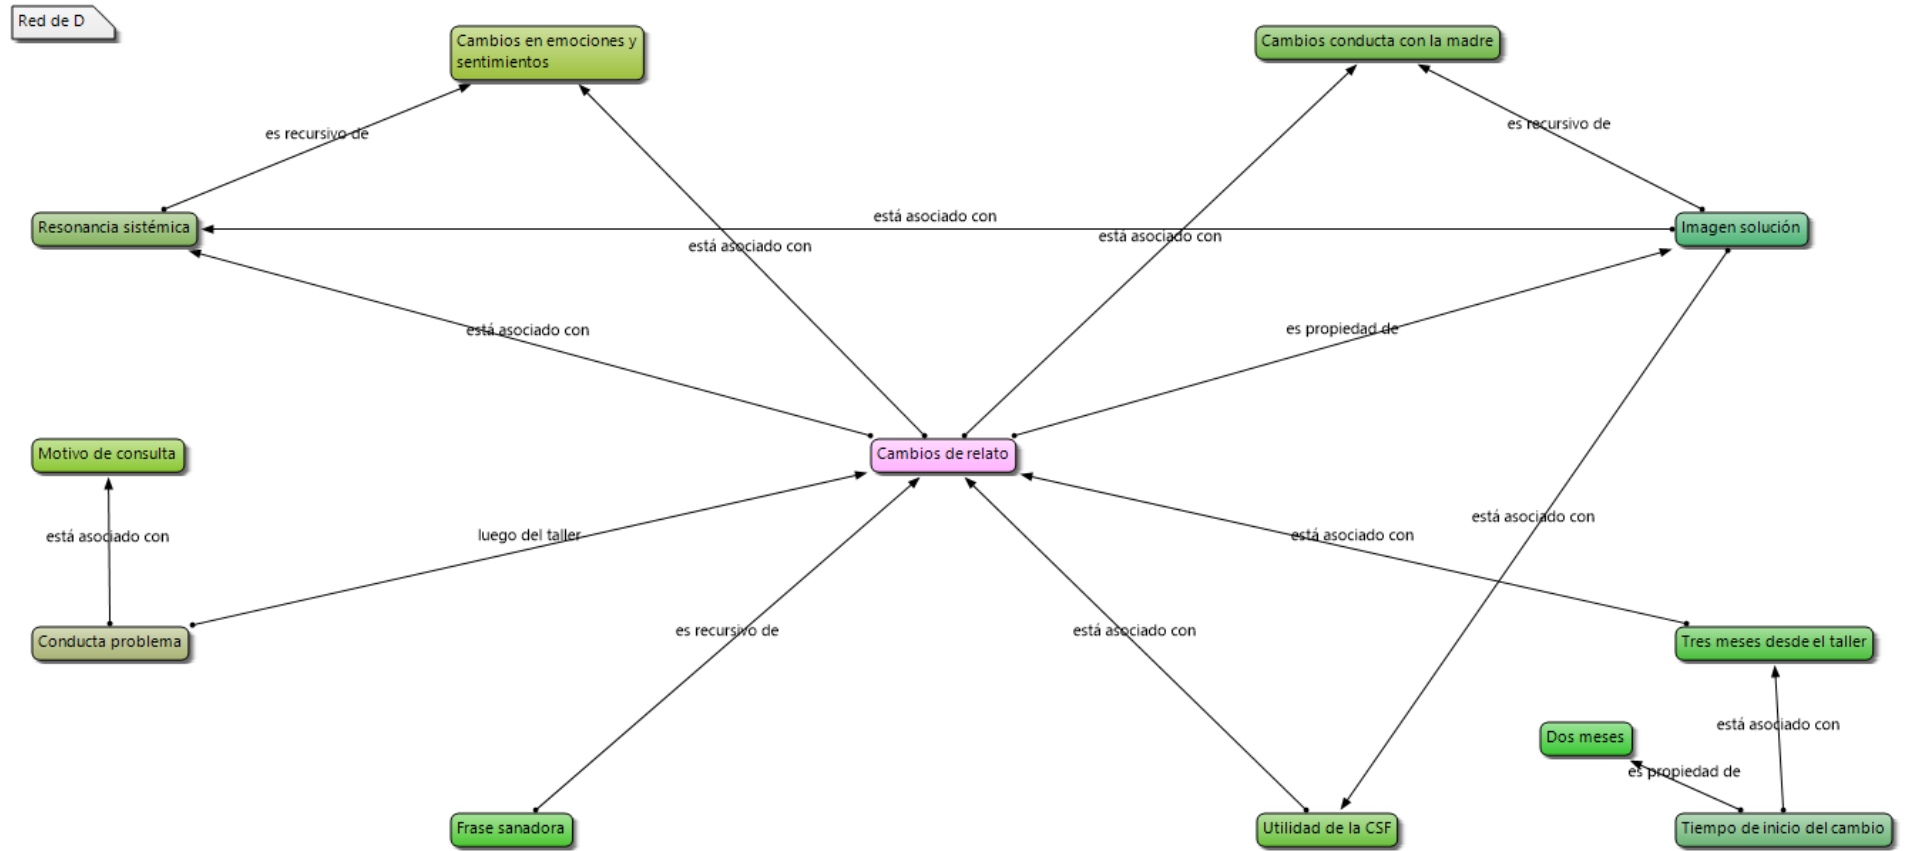 Red de D
Cambios en emociones y
sentimientos
Cambios conducta con la madre
es recursivo de
es recursivo de
Resonancia sistémica
está asociado con
está asociado con
está asociado con
Imagen solución
está asociado con
es propiedad de
Motivo de consulta
Cambios de relato
está asociado con
luego del taller
está asociado con
está asociado con
Conducta problema
es recursivo de
está asociado con
Tres meses desde el taller
está asociado con
Dos meses
es propiedad de
Frase sanadora
Utilidad de la CSF
Tiempo de inicio del cambio